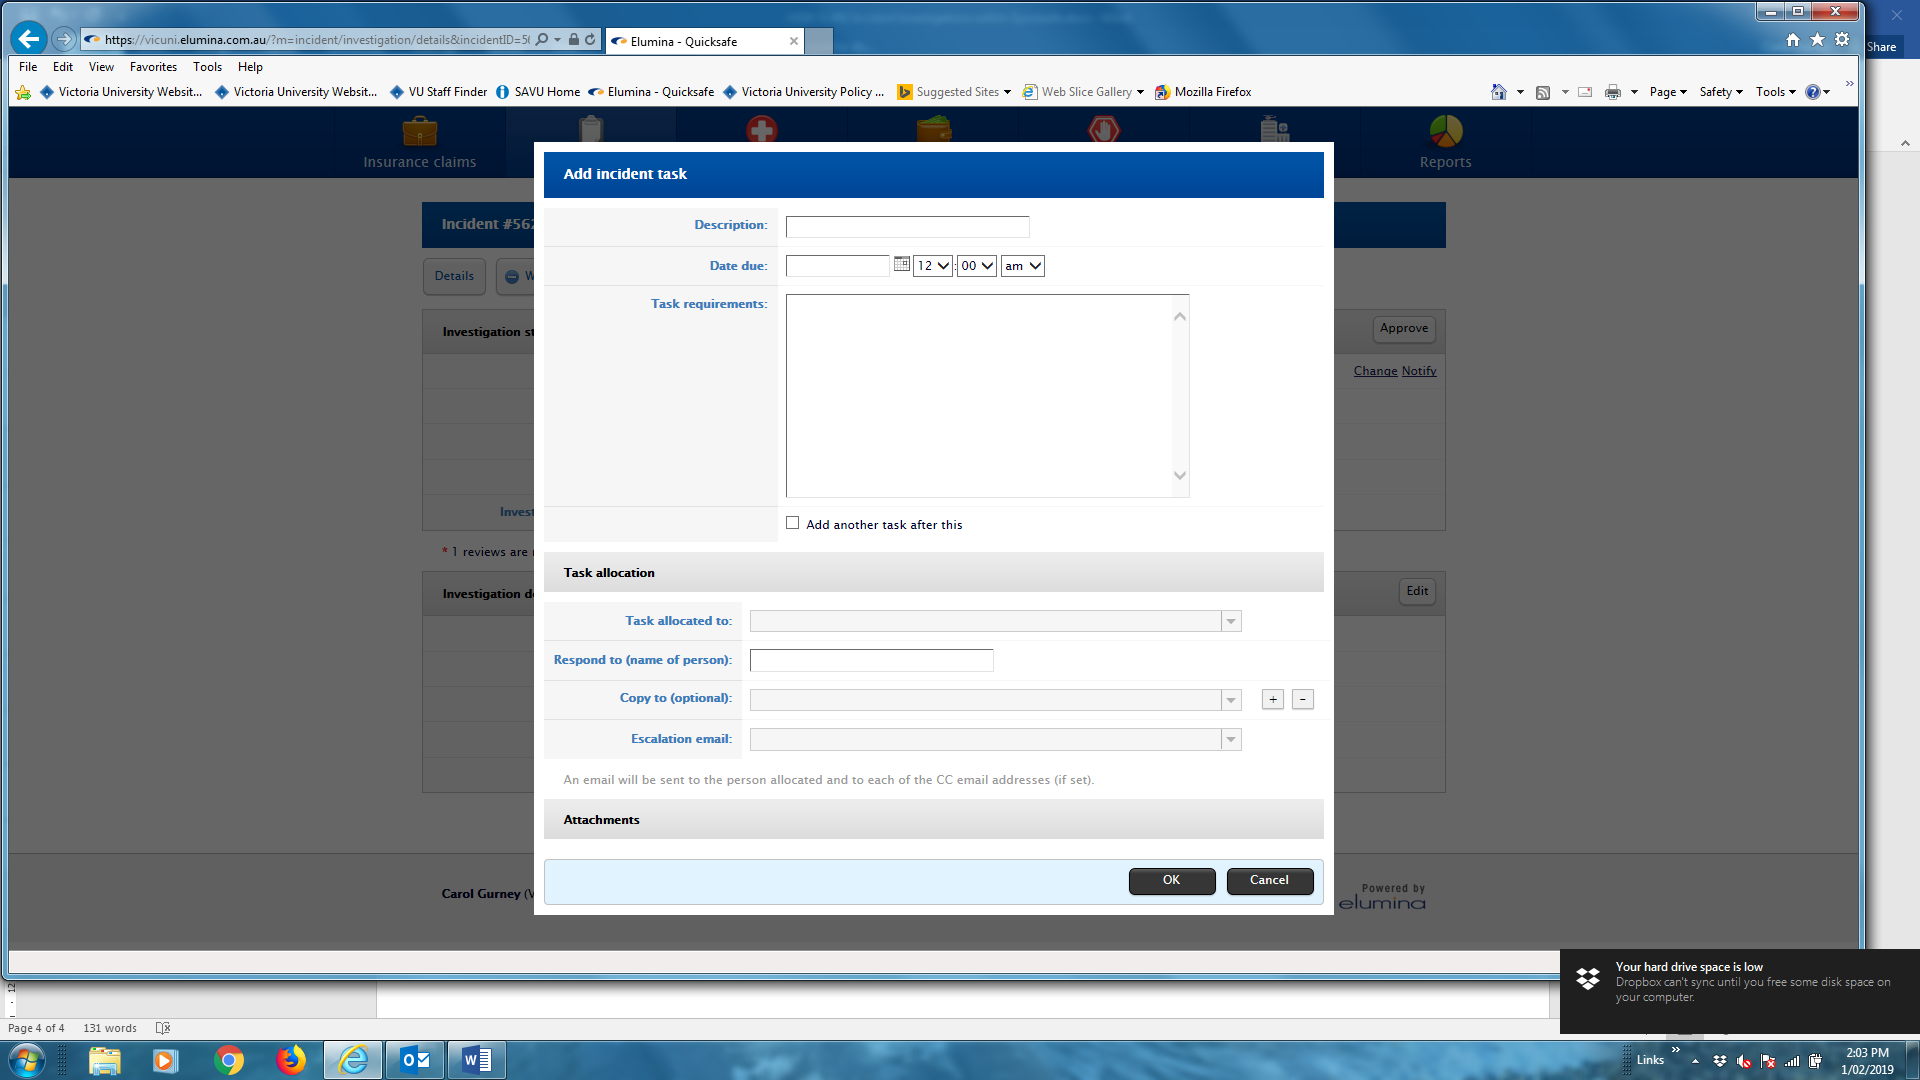 https://vicuni.elumina.com.au/?m=incident/investigation/details&incidentID=5
Elumina - Quicksafe
Share
File Edit View Favorites Tools Help
Victoria University Websit... Victoria University Websit... VU Staff Finder SAVU Home Elumina - Quicksafe Victoria University Policy ... Suggested Sites Web Slice Gallery Mozilla Firefox Page Safety Tools
Insurance claims
Reports
Add incident task
Incident #562
Details
W
Description:
Date due: 12 : 00 am
Task requirements:
Investigation st
Approve
Change Notify
Invest
Add another task after this
* 1 reviews are
Task allocation
Investigation d
Edit
Task allocated to:
Respond to (name of person):
Copy to (optional): + -
Escalation email:
An email will be sent to the person allocated and to each of the CC email addresses (if set).
Attachments
OK Cancel
Carol Gurney (V
Powered by
elumina
Your hard drive space is low
Dropbox can't sync until you free some disk space on
your computer.
12
Page 4 of 4 131 words
Links
2:03 PM
1/02/2019